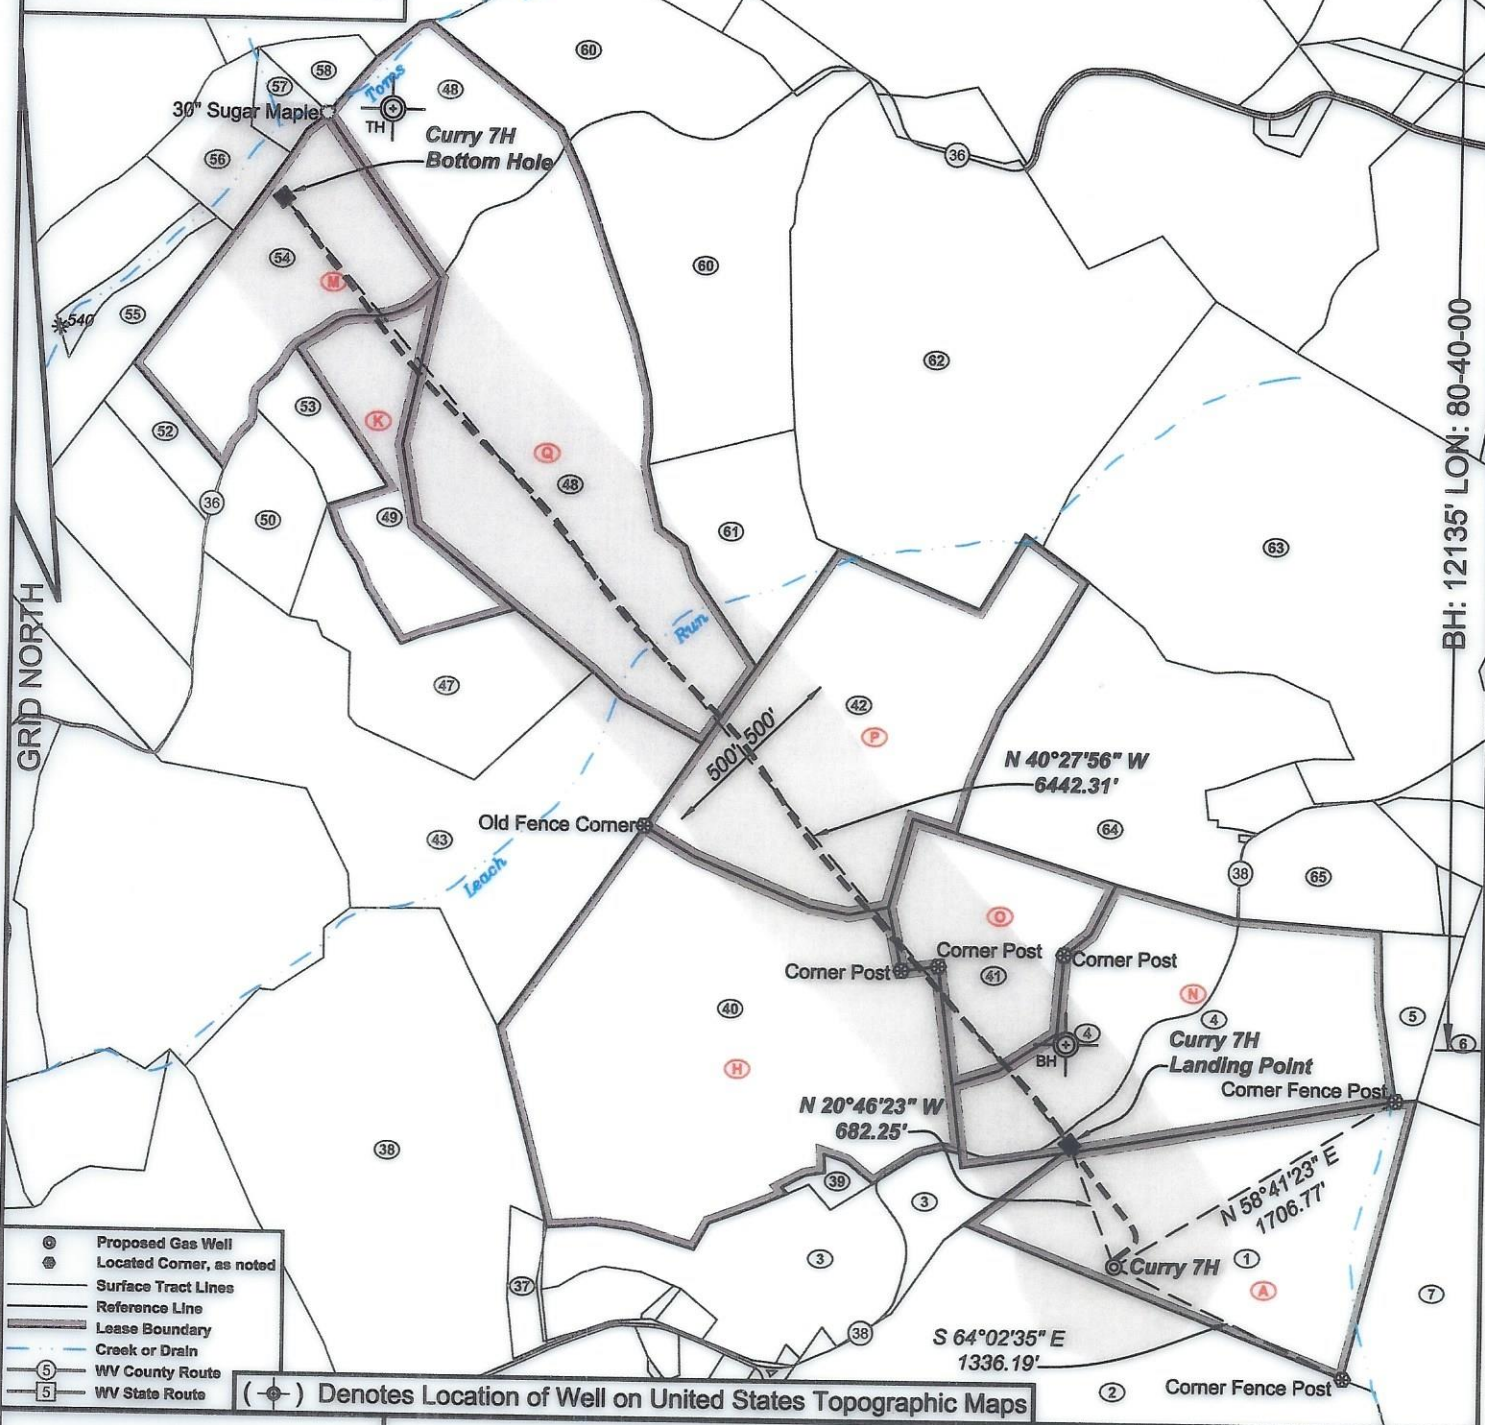 60
58
57
Toms
48
30" Sugar Maple
TH
Curry 7H
Bottom Hole
56
36
54
M
60
55
540
62
BH: 12135' LON: 80-40-00
53
52
K
Q
48
36
50
49
61
63
GRID NORTH
Run
47
42
P
500' 500'
N 40°27'56" W
6442.31'
Old Fence Corner
43
64
Leach
38
65
O
Corner Post
Corner Post
Corner Post
41
N
40
4
4
5
6
BH
Curry 7H
Landing Point
H
Corner Fence Post
N 20°46'23" W
682.25'
38
39
3
N 58°41'23" E
1706.77'
3
Curry 7H
1
A
7
37
38
S 64°02'35" E
1336.19'
2
Corner Fence Post
Proposed Gas Well
Located Corner, as noted
Surface Tract Lines
Reference Line
Lease Boundary
Creek or Drain
5 WV County Route
5 WV State Route
( ) Denotes Location of Well on United States Topographic Maps